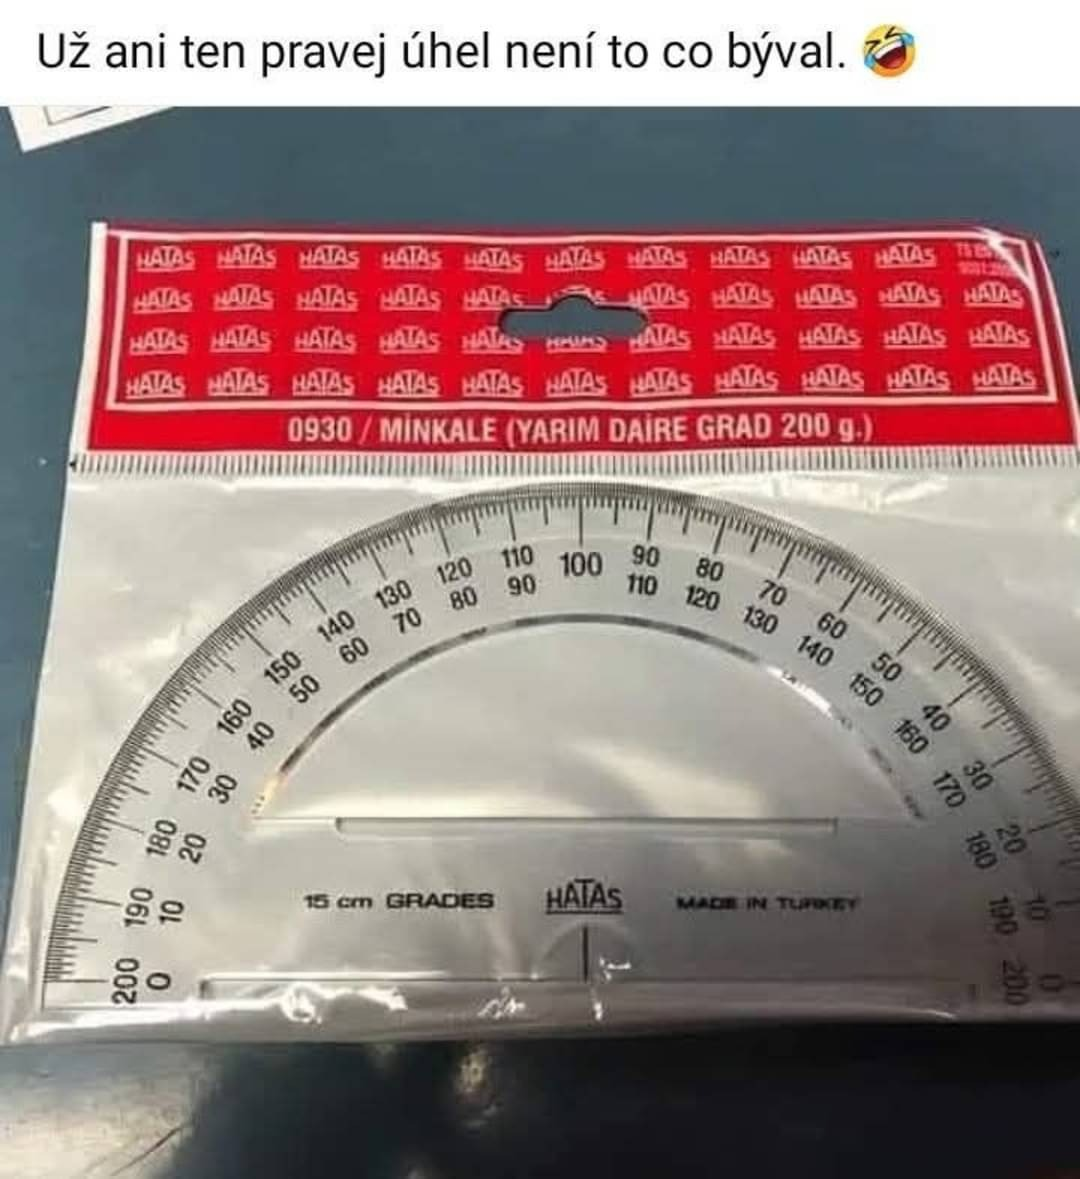 Už ani ten pravej úhel není to co býval. 🤣
HATAS HATAS HATAS HATAS HATAS HATAS HATAS HATAS HATAS HATAS
HATAS HATAS HATAS HATAS HATAS HATAS HATAS HATAS HATAS HATAS
HATAS HATAS HATAS HATAS HATAS HATAS HATAS HATAS HATAS HATAS HATAS
HATAS HATAS HATAS HATAS HATAS HATAS HATAS HATAS HATAS HATAS HATAS
0930 / MİNKALE (YARIM DAİRE GRAD 200 g.)
200 190 180 170 160 150 140 130 120 110 100 90 80 70 60 50 40 30 20 10 0
0 10 20 30 40 50 60 70 80 90 110 120 130 140 150 160 170 180 190 200
15 cm GRADES HATAS MADE IN TURKEY